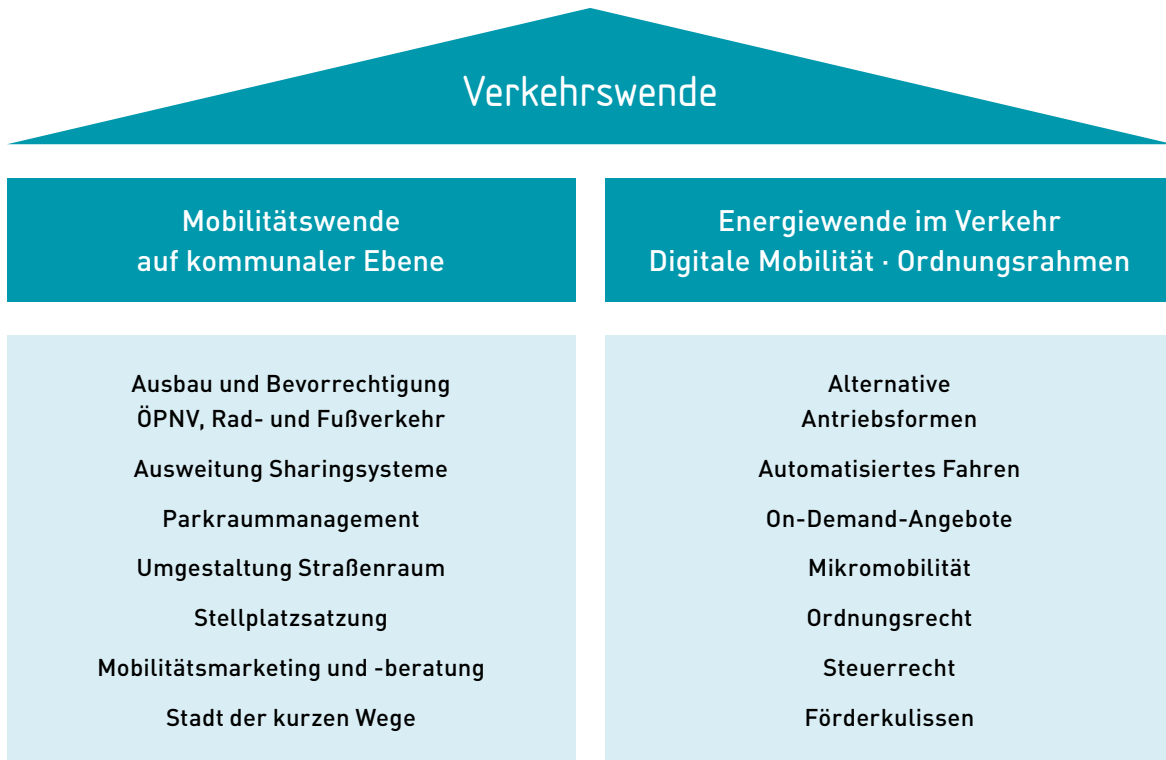 Verkehrswende
Mobilitätswende
auf kommunaler Ebene
Energiewende im Verkehr
Digitale Mobilität · Ordnungsrahmen
Ausbau und Bevorrechtigung
ÖPNV, Rad- und Fußverkehr
Ausweitung Sharingsysteme
Parkraummanagement
Umgestaltung Straßenraum
Stellplatzsatzung
Mobilitätsmarketing und -beratung
Stadt der kurzen Wege
Alternative
Antriebsformen
Automatisiertes Fahren
On-Demand-Angebote
Mikromobilität
Ordnungsrecht
Steuerrecht
Förderkulissen